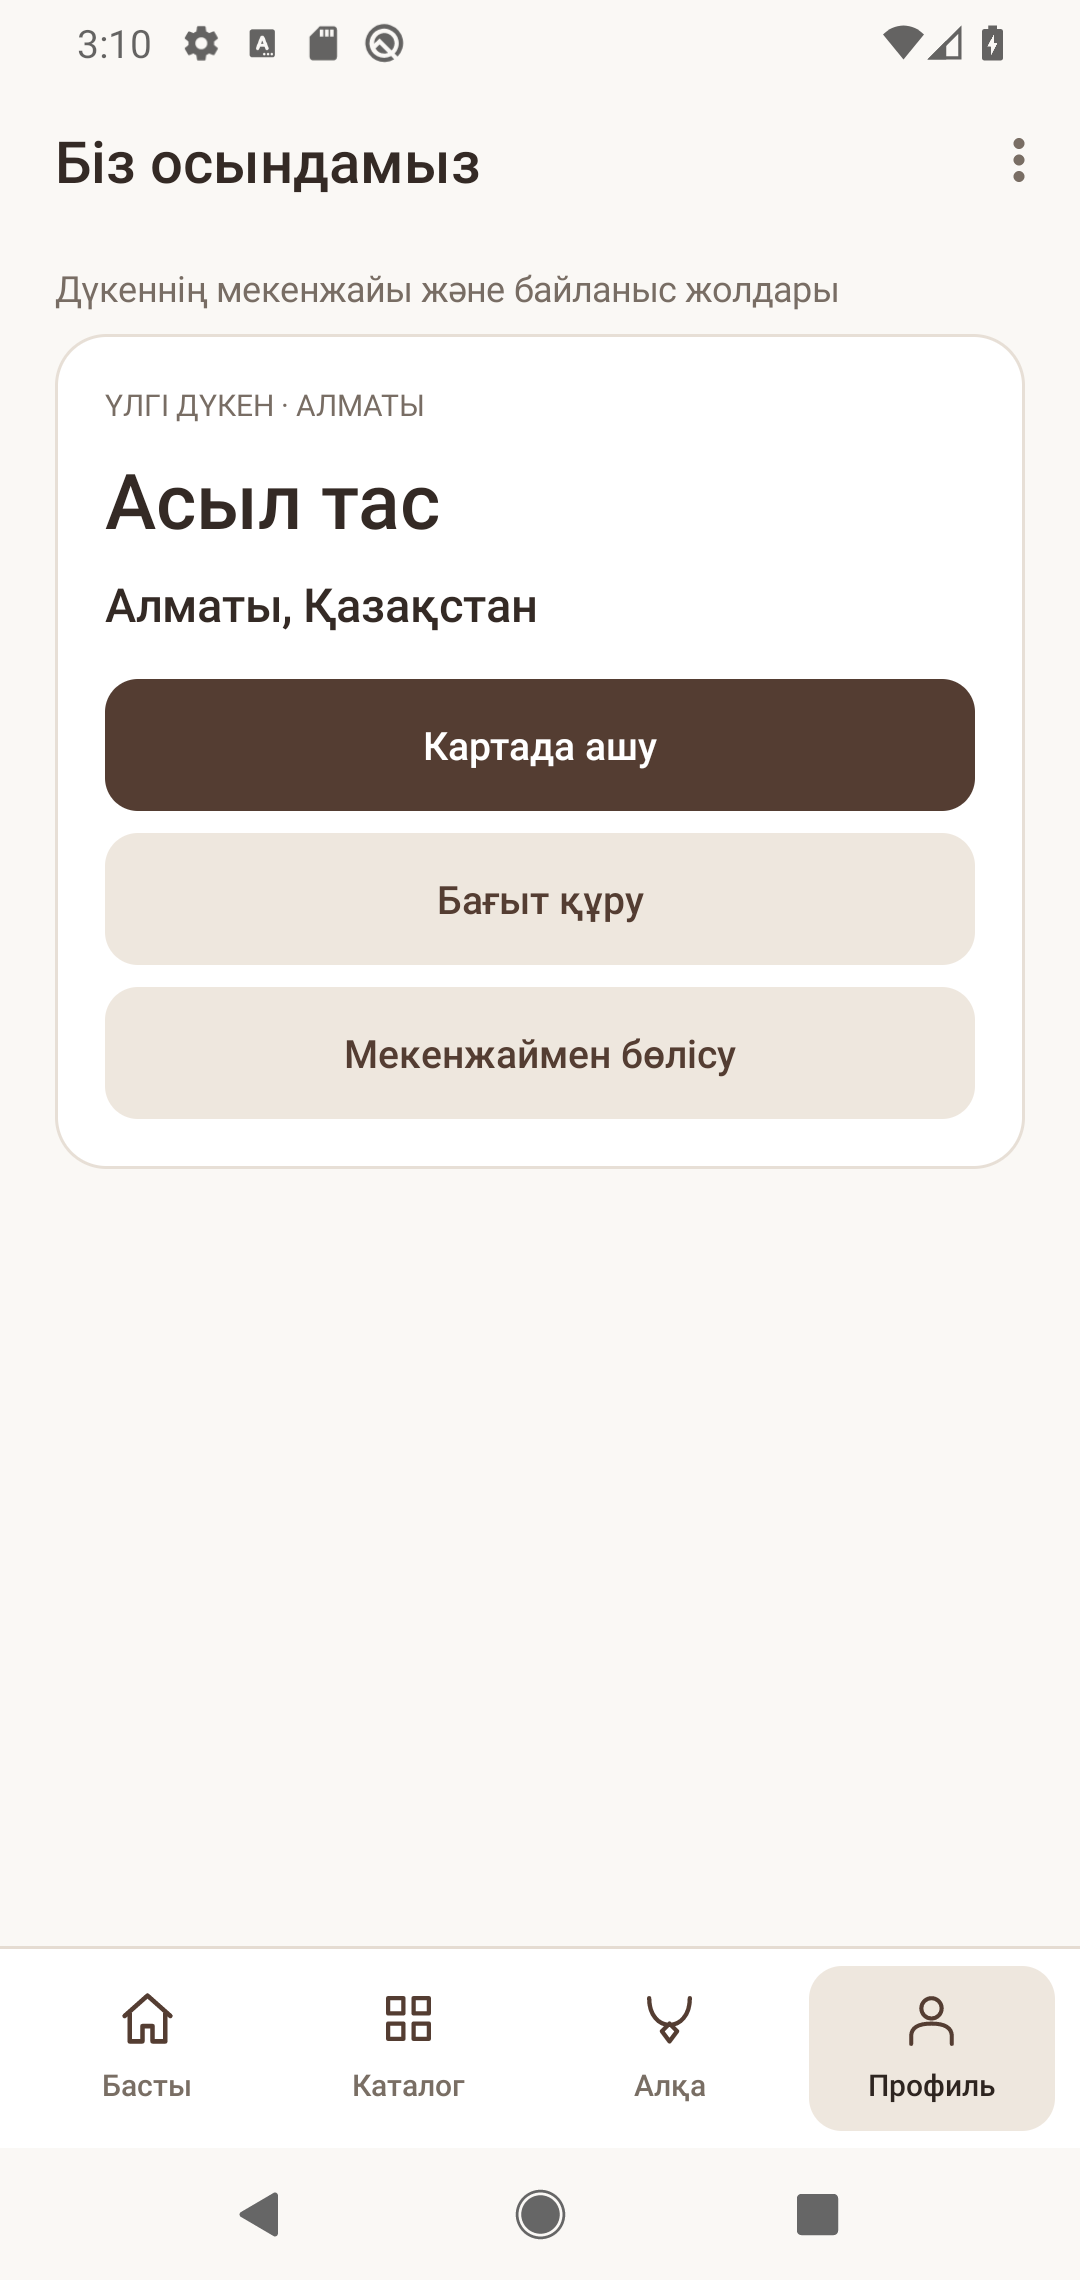 3:10
Біз осындамыз
Дүкеннің мекенжайы және байланыс жолдары
ҮЛГІ ДҮКЕН · АЛМАТЫ
Асыл тас
Алматы, Қазақстан
Картада ашу
Бағыт құру
Мекенжаймен бөлісу
Басты
Каталог
Алқа
Профиль